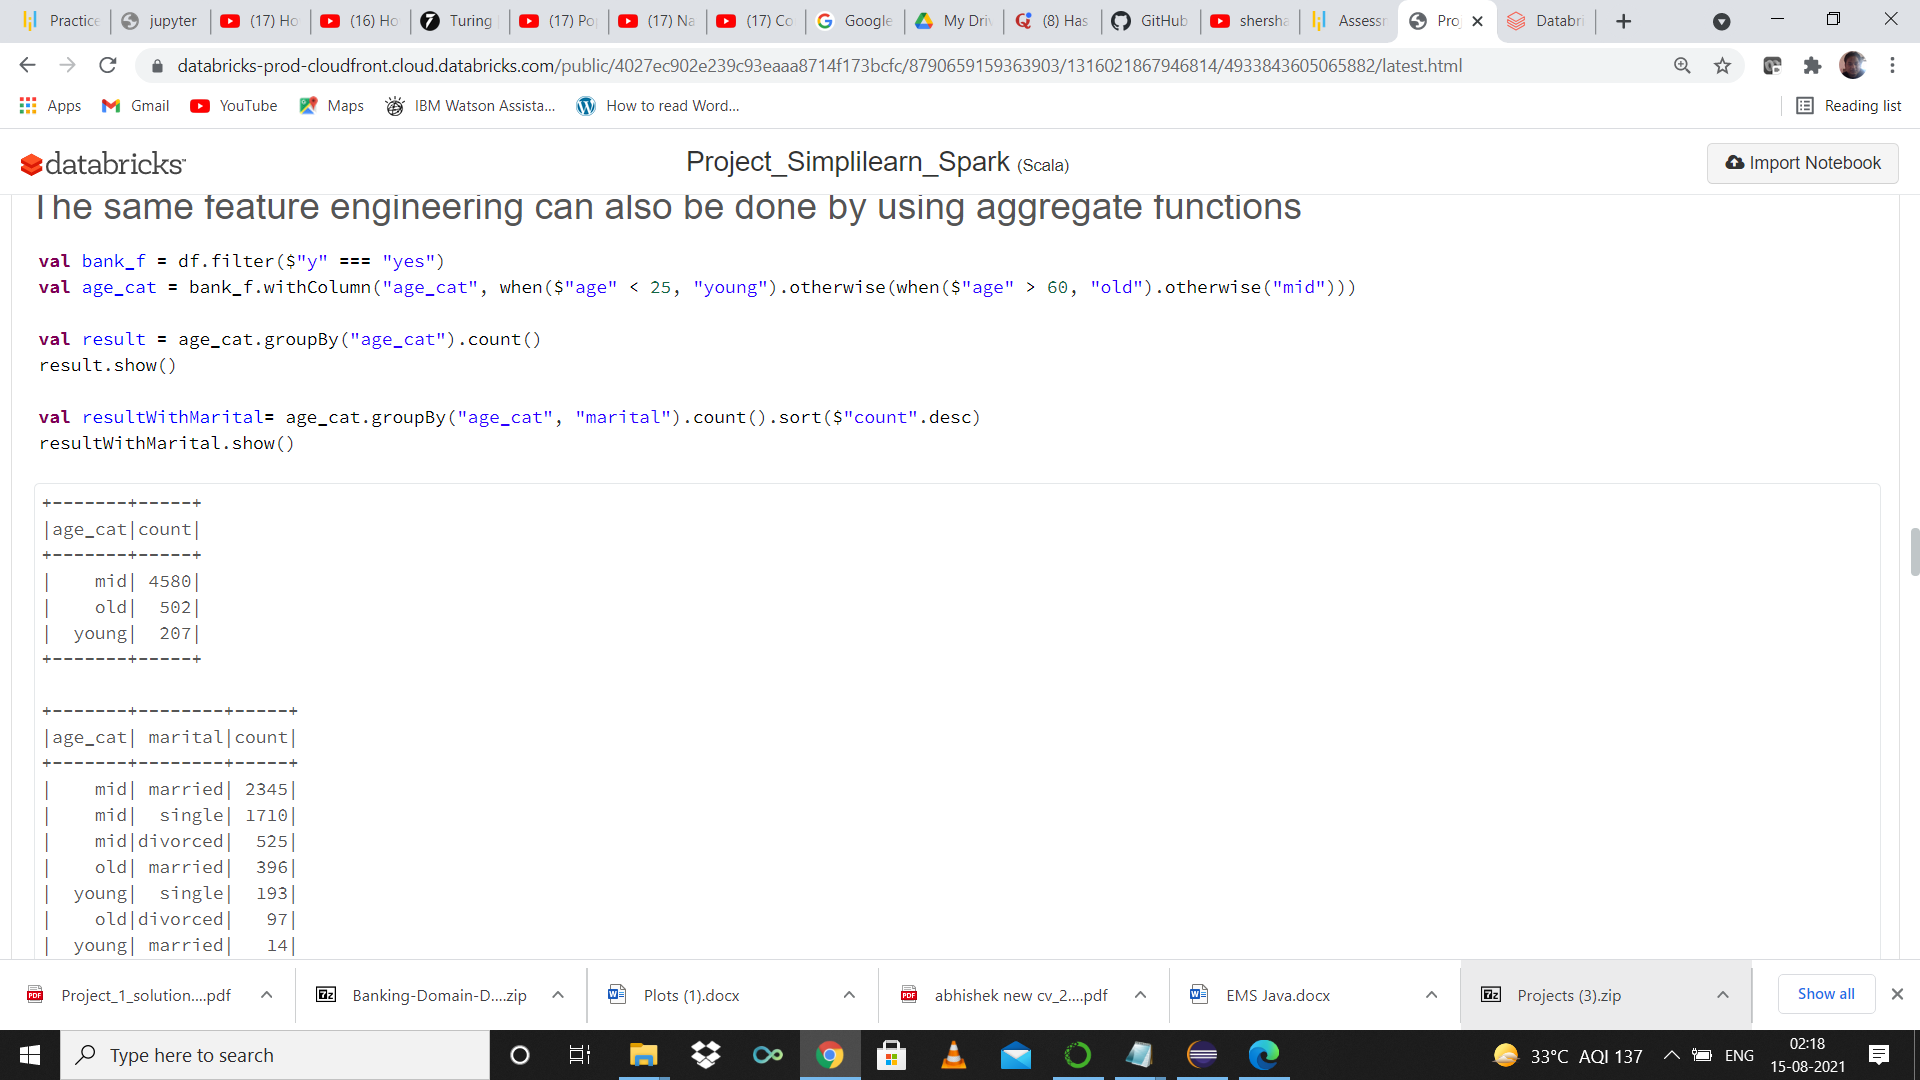 Practice
jupyter
(17) Ho
(16) Ho
Turing
(17) Po
(17) Na
(17) Co
Google
My Driv
(8) Has
GitHub
shersha
Assessm
Pro
Databri
databricks-prod-cloudfront.cloud.databricks.com/public/4027ec902e239c93eaaa8714f173bcfc/8790659159363903/1316021867946814/4933843605065882/latest.html
Apps
Gmail
YouTube
Maps
IBM Watson Assista...
How to read Word...
Reading list
databricks
Project_Simplilearn_Spark (Scala)
Import Notebook
The same feature engineering can also be done by using aggregate functions
val bank_f = df.filter($"y" === "yes")
val age_cat = bank_f.withColumn("age_cat", when($"age" < 25, "young").otherwise(when($"age" > 60, "old").otherwise("mid")))
val result = age_cat.groupBy("age_cat").count()
result.show()
val resultWithMarital= age_cat.groupBy("age_cat", "marital").count().sort($"count".desc)
resultWithMarital.show()
+-------+-----+
|age_cat|count|
+-------+-----+
|    mid| 4580|
|    old|  502|
|  young|  207|
+-------+-----+
+-------+--------+-----+
|age_cat| marital|count|
+-------+--------+-----+
|    mid| married| 2345|
|    mid|  single| 1710|
|    mid|divorced|  525|
|    old| married|  396|
|  young|  single|  193|
|    old|divorced|   97|
|  young| married|   14|
Project_1_solution....pdf
Banking-Domain-D....zip
Plots (1).docx
abhishek new cv_2....pdf
EMS Java.docx
Projects (3).zip
Show all
Type here to search
33°C AQI 137
ENG
02:18
15-08-2021